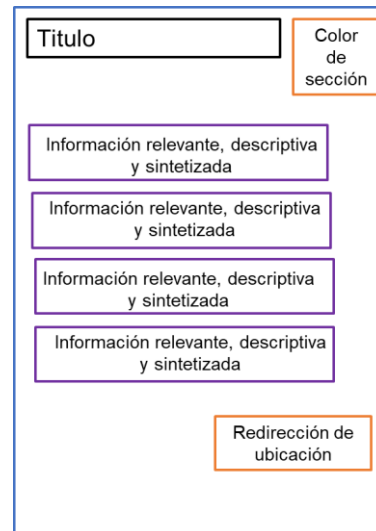 Titulo
Color
de
sección
Información relevante, descriptiva
y sintetizada
Información relevante, descriptiva
y sintetizada
Información relevante, descriptiva
y sintetizada
Información relevante, descriptiva
y sintetizada
Redirección de
ubicación